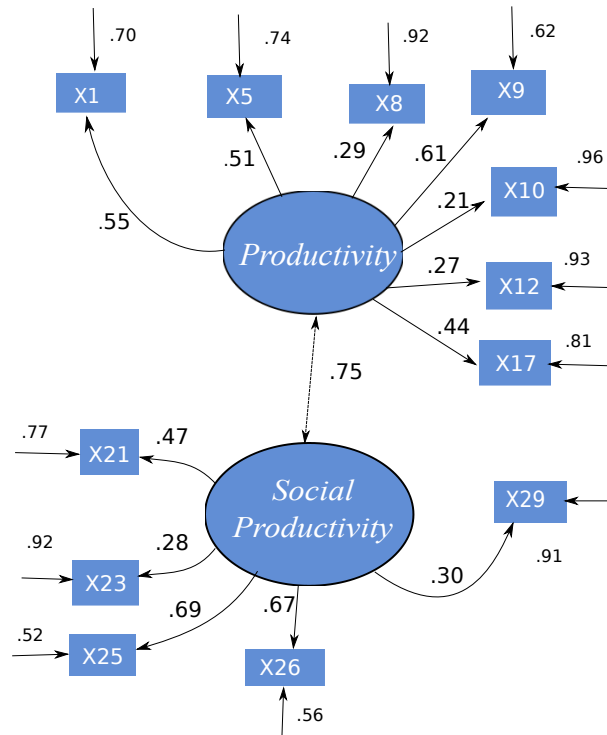 .70
.74
.92
.62
X1
X5
X8
X9
.51
.29
.61
.96
.55
.21
X10
Productivity
.27
.93
X12
.44
.81
X17
.75
.77
X21
.47
Social
Productivity
X29
.92
X23
.28
.91
.30
.52
X25
.69
.67
X26
.56